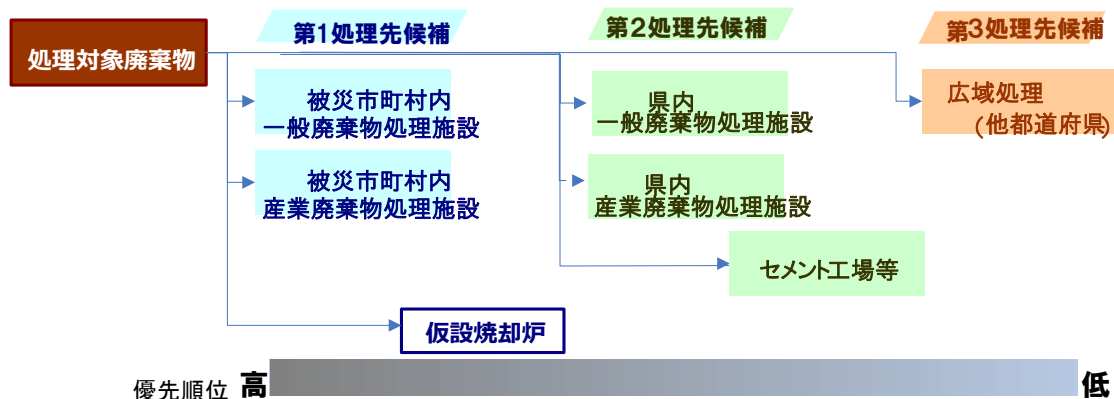 処理対象廃棄物
第1処理先候補
第2処理先候補
第3処理先候補
被災市町村内
一般廃棄物処理施設
県内
一般廃棄物処理施設
広域処理
(他都道府県)
被災市町村内
産業廃棄物処理施設
県内
産業廃棄物処理施設
セメント工場等
仮設焼却炉
優先順位 高 低